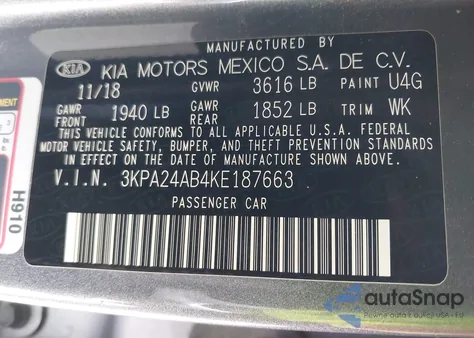 MANUFACTURED BY
KIA KIA MOTORS MEXICO S.A. DE C.V.
11/18 GVWR 3616 LB PAINT U4G
GAWR FRONT 1940 LB GAWR REAR 1852 LB TRIM WK
THIS VEHICLE CONFORMS TO ALL APPLICABLE U.S.A. FEDERAL
MOTOR VEHICLE SAFETY, BUMPER, AND THEFT PREVENTION STANDARDS
IN EFFECT ON THE DATE OF MANUFACTURE SHOWN ABOVE.
V.I.N. 3KPA24AB4KE187663
PASSENGER CAR
H910
autoSnap